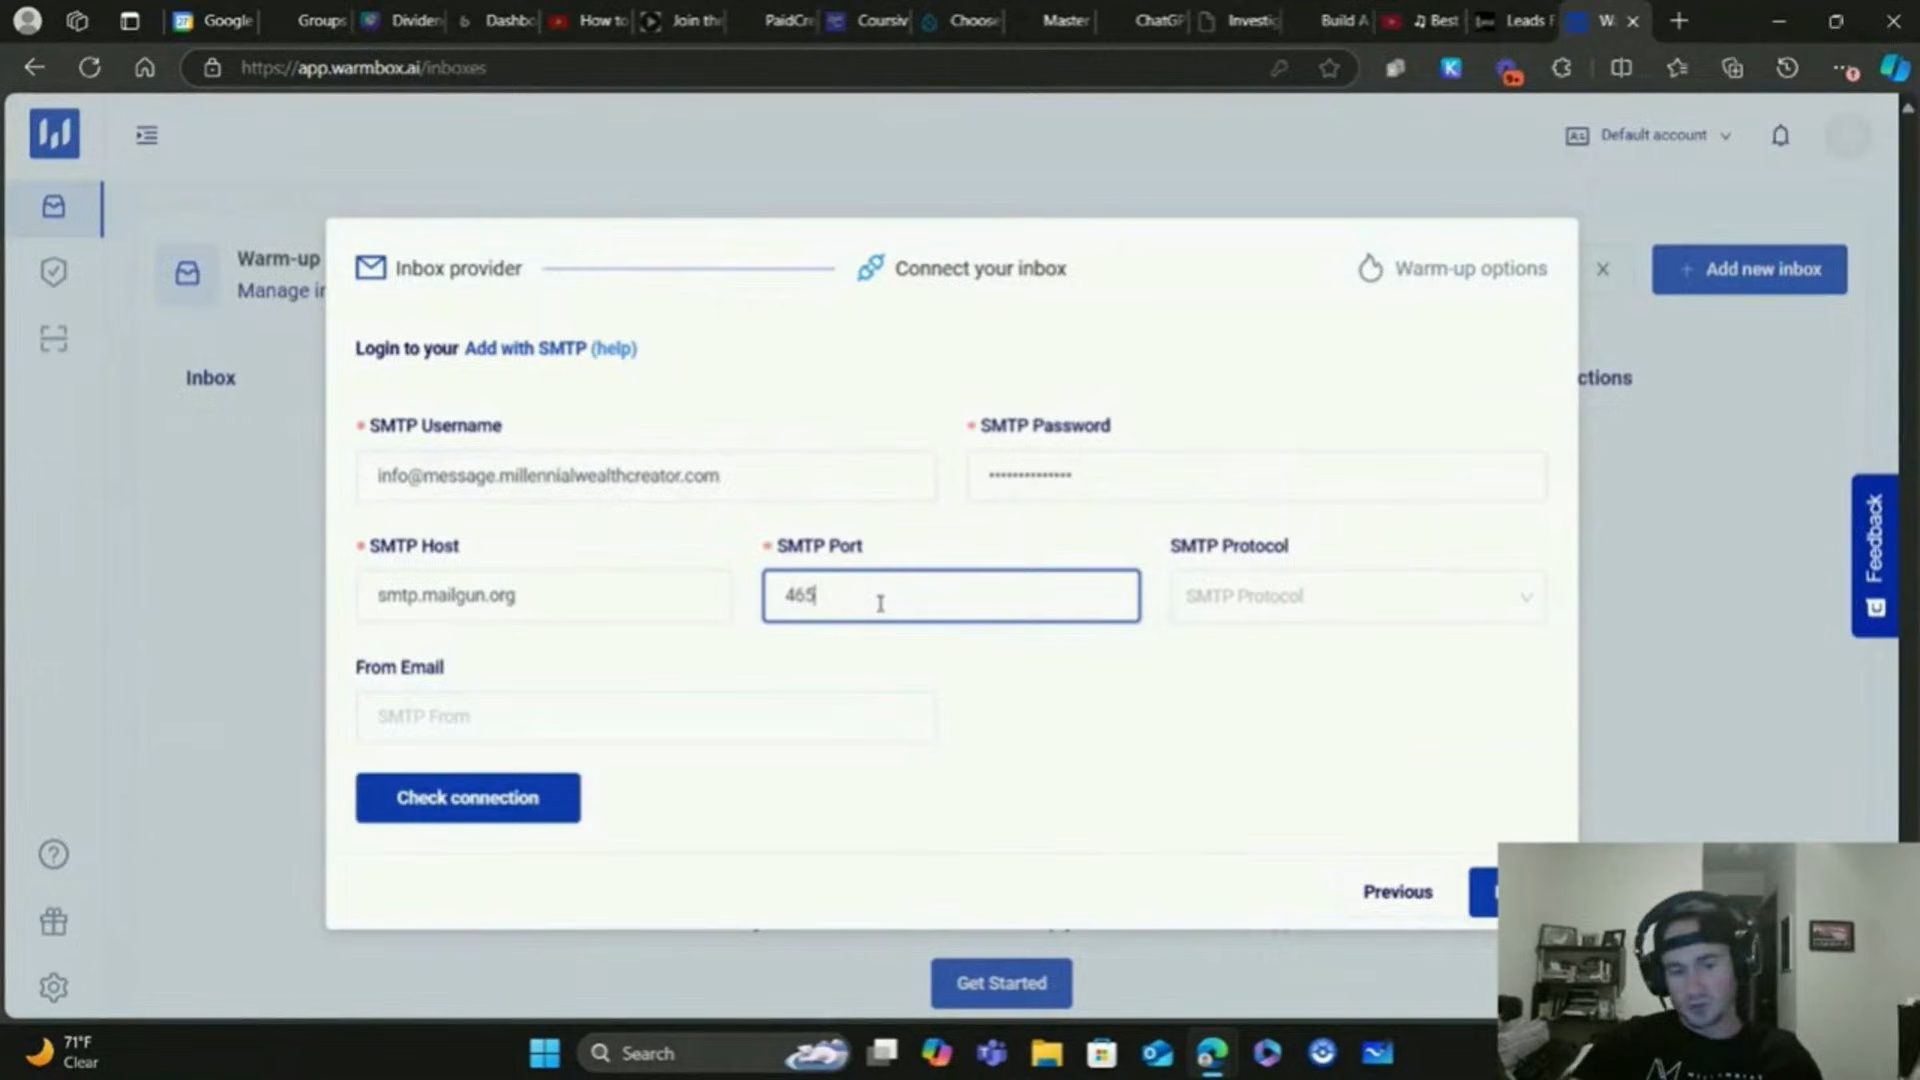 Google
Groups
Dividen
Dashbo
How to
Join the
PaidCre
Coursiv
Choose
Master
ChatGP
Investig
Build A
Best
Leads F
W
https://app.warmbox.ai/inboxes
K
9+
Default account
Warm-up
Manage in
Inbox provider
Connect your inbox
Warm-up options
+ Add new inbox
Login to your Add with SMTP (help)
Inbox
ctions
* SMTP Username
* SMTP Password
info@message.millennialwealthcreator.com
••••••••••••••
* SMTP Host
* SMTP Port
SMTP Protocol
smtp.mailgun.org
465
SMTP Protocol
Feedback
From Email
SMTP From
Check connection
Previous
Get Started
71°F
Clear
Search